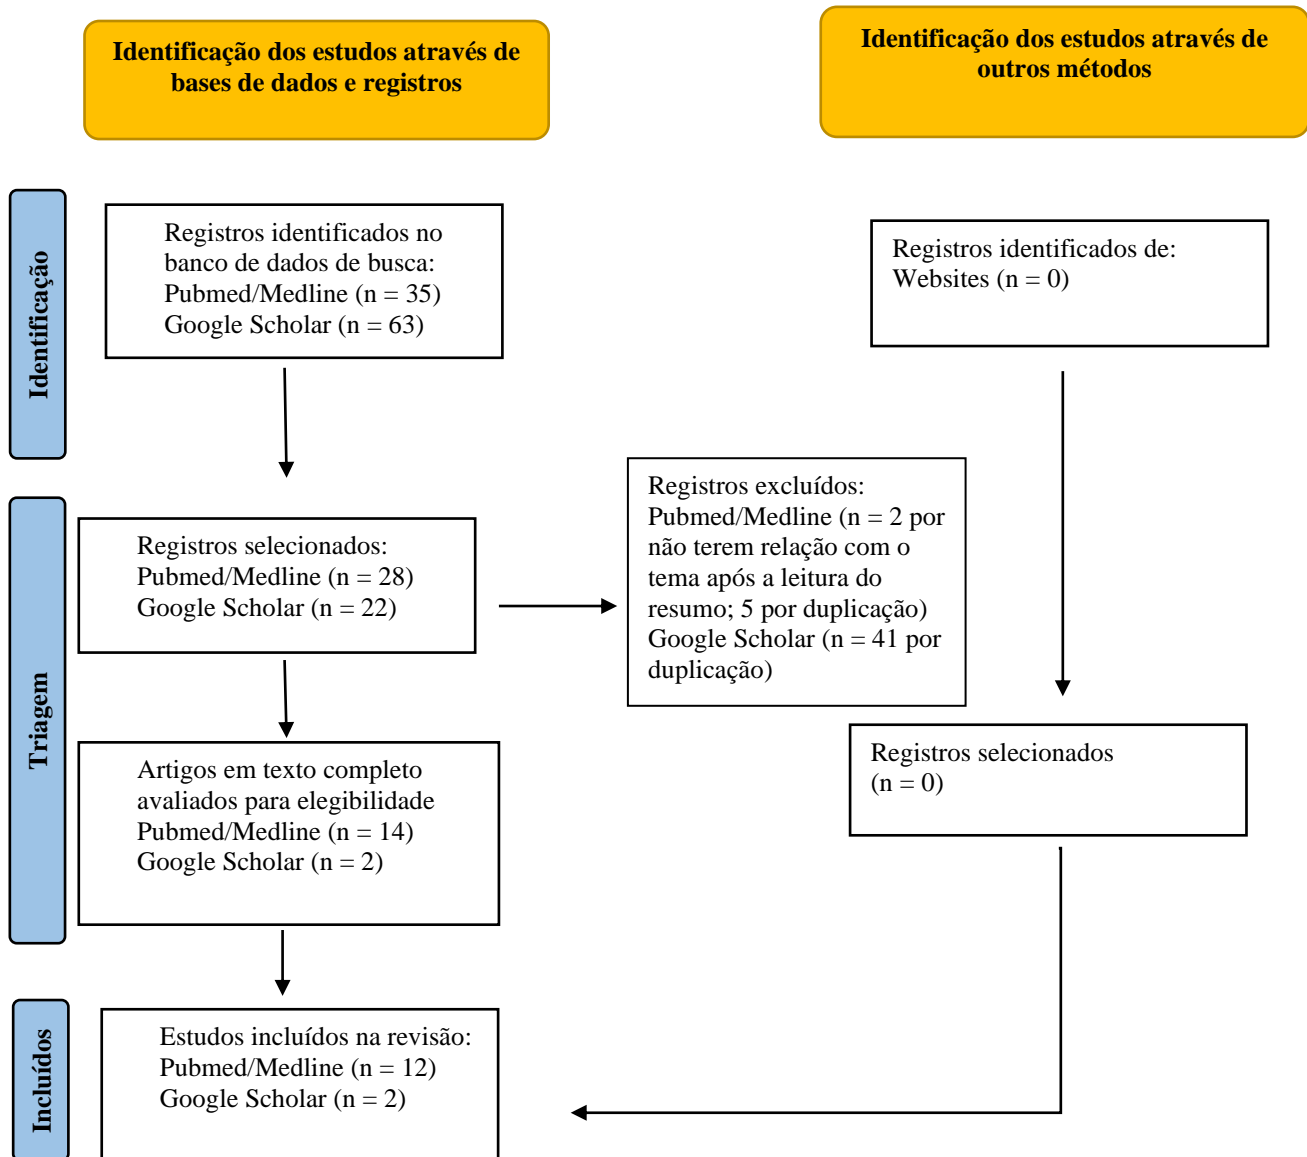 Identificação dos estudos através de
bases de dados e registros
Identificação dos estudos através de
outros métodos
Identificação
Registros identificados no
banco de dados de busca:
Pubmed/Medline (n = 35)
Google Scholar (n = 63)
Registros identificados de:
Websites (n = 0)
Triagem
Registros selecionados:
Pubmed/Medline (n = 28)
Google Scholar (n = 22)
Registros excluídos:
Pubmed/Medline (n = 2 por
não terem relação com o
tema após a leitura do
resumo; 5 por duplicação)
Google Scholar (n = 41 por
duplicação)
Artigos em texto completo
avaliados para elegibilidade
Pubmed/Medline (n = 14)
Google Scholar (n = 2)
Registros selecionados
(n = 0)
Incluídos
Estudos incluídos na revisão:
Pubmed/Medline (n = 12)
Google Scholar (n = 2)